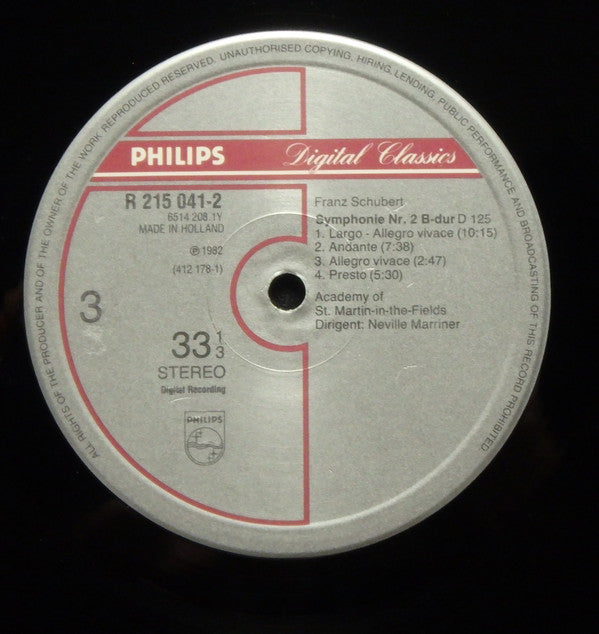 ALL RIGHTS OF THE PRODUCER AND OF THE OWNER OF THE WORK REPRODUCED RESERVED. UNAUTHORISED COPYING, HIRING, LENDING, PUBLIC PERFORMANCE AND BROADCASTING OF THIS RECORD PROHIBITED.
PHILIPS Digital Classics
R 215 041-2
6514 208.1Y
MADE IN HOLLAND
℗ 1982
(412 178-1)
3
33 1/3
STEREO
Digital Recording
PHILIPS
Franz Schubert
Symphonie Nr. 2 B-dur D 125
1. Largo - Allegro vivace (10:15)
2. Andante (7:38)
3. Allegro vivace (2:47)
4. Presto (5:30)
Academy of
St. Martin-in-the-Fields
Dirigent: Neville Marriner